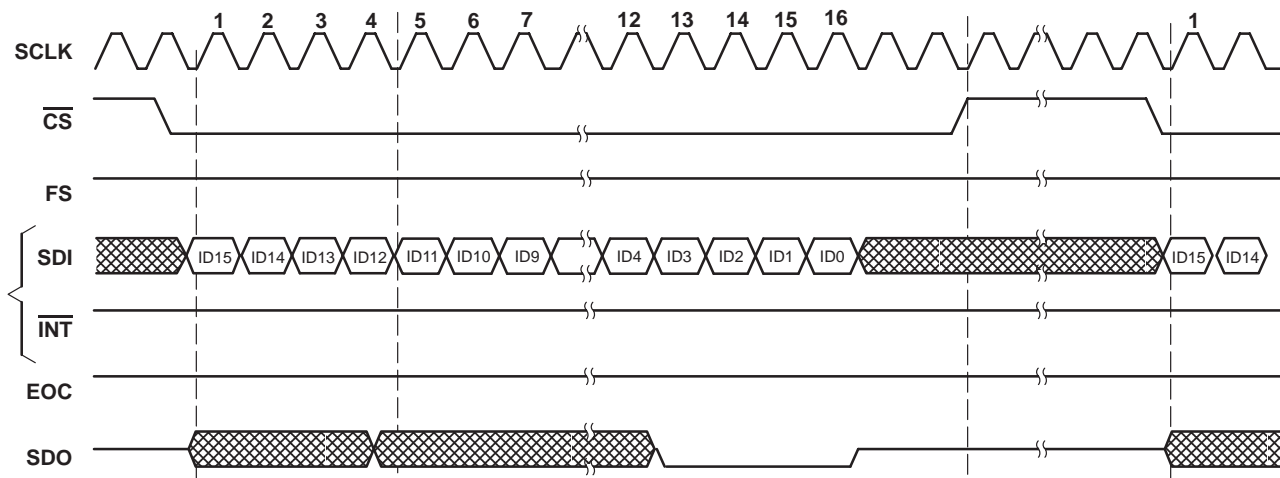 1 2 3 4 5 6 7 12 13 14 15 16 1
SCLK
CS
FS
SDI ID15 ID14 ID13 ID12 ID11 ID10 ID9 ID4 ID3 ID2 ID1 ID0 ID15 ID14
INT
EOC
SDO